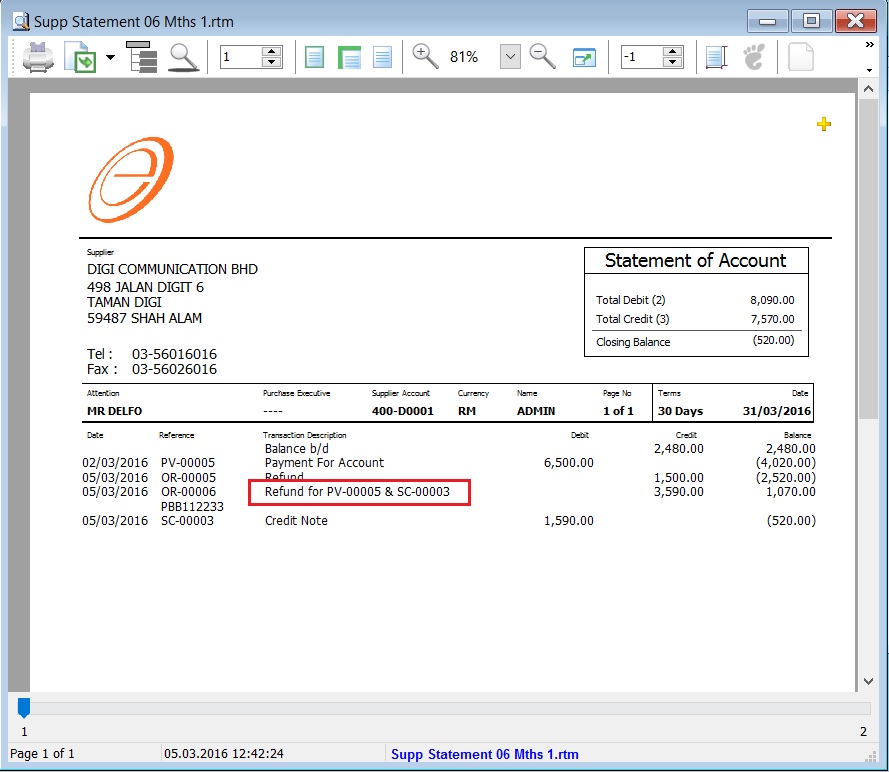 Supp Statement 06 Mths 1.rtm
1 81% -1 »
Supplier
DIGI COMMUNICATION BHD
498 JALAN DIGIT 6
TAMAN DIGI
59487 SHAH ALAM
Tel : 03-56016016
Fax : 03-56026016
Statement of Account
Total Debit (2) 8,090.00
Total Credit (3) 7,570.00
Closing Balance (520.00)
Attention Purchase Executive Supplier Account Currency Name Page No Terms Date
MR DELFO ---- 400-D0001 RM ADMIN 1 of 1 30 Days 31/03/2016
Date Reference Transaction Description Debit Credit Balance
Balance b/d 2,480.00 2,480.00
02/03/2016 PV-00005 Payment For Account 6,500.00 (4,020.00)
05/03/2016 OR-00005 Refund 1,500.00 (2,520.00)
05/03/2016 OR-00006 Refund for PV-00005 & SC-00003 3,590.00 1,070.00
PBB112233
05/03/2016 SC-00003 Credit Note 1,590.00 (520.00)
1 2
Page 1 of 1 05.03.2016 12:42:24 Supp Statement 06 Mths 1.rtm